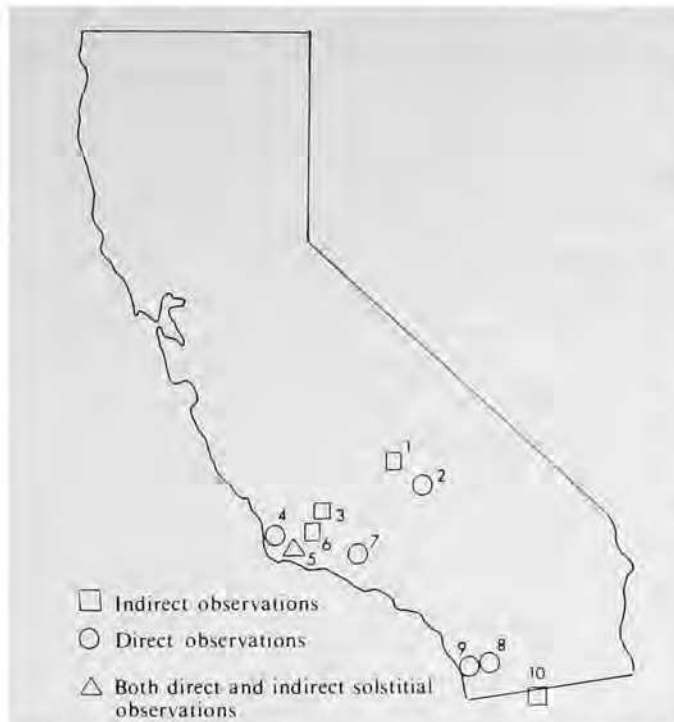 1
2
3
4
6
5
7
Indirect observations
Direct observations
Both direct and indirect solstitial
observations
9
8
10